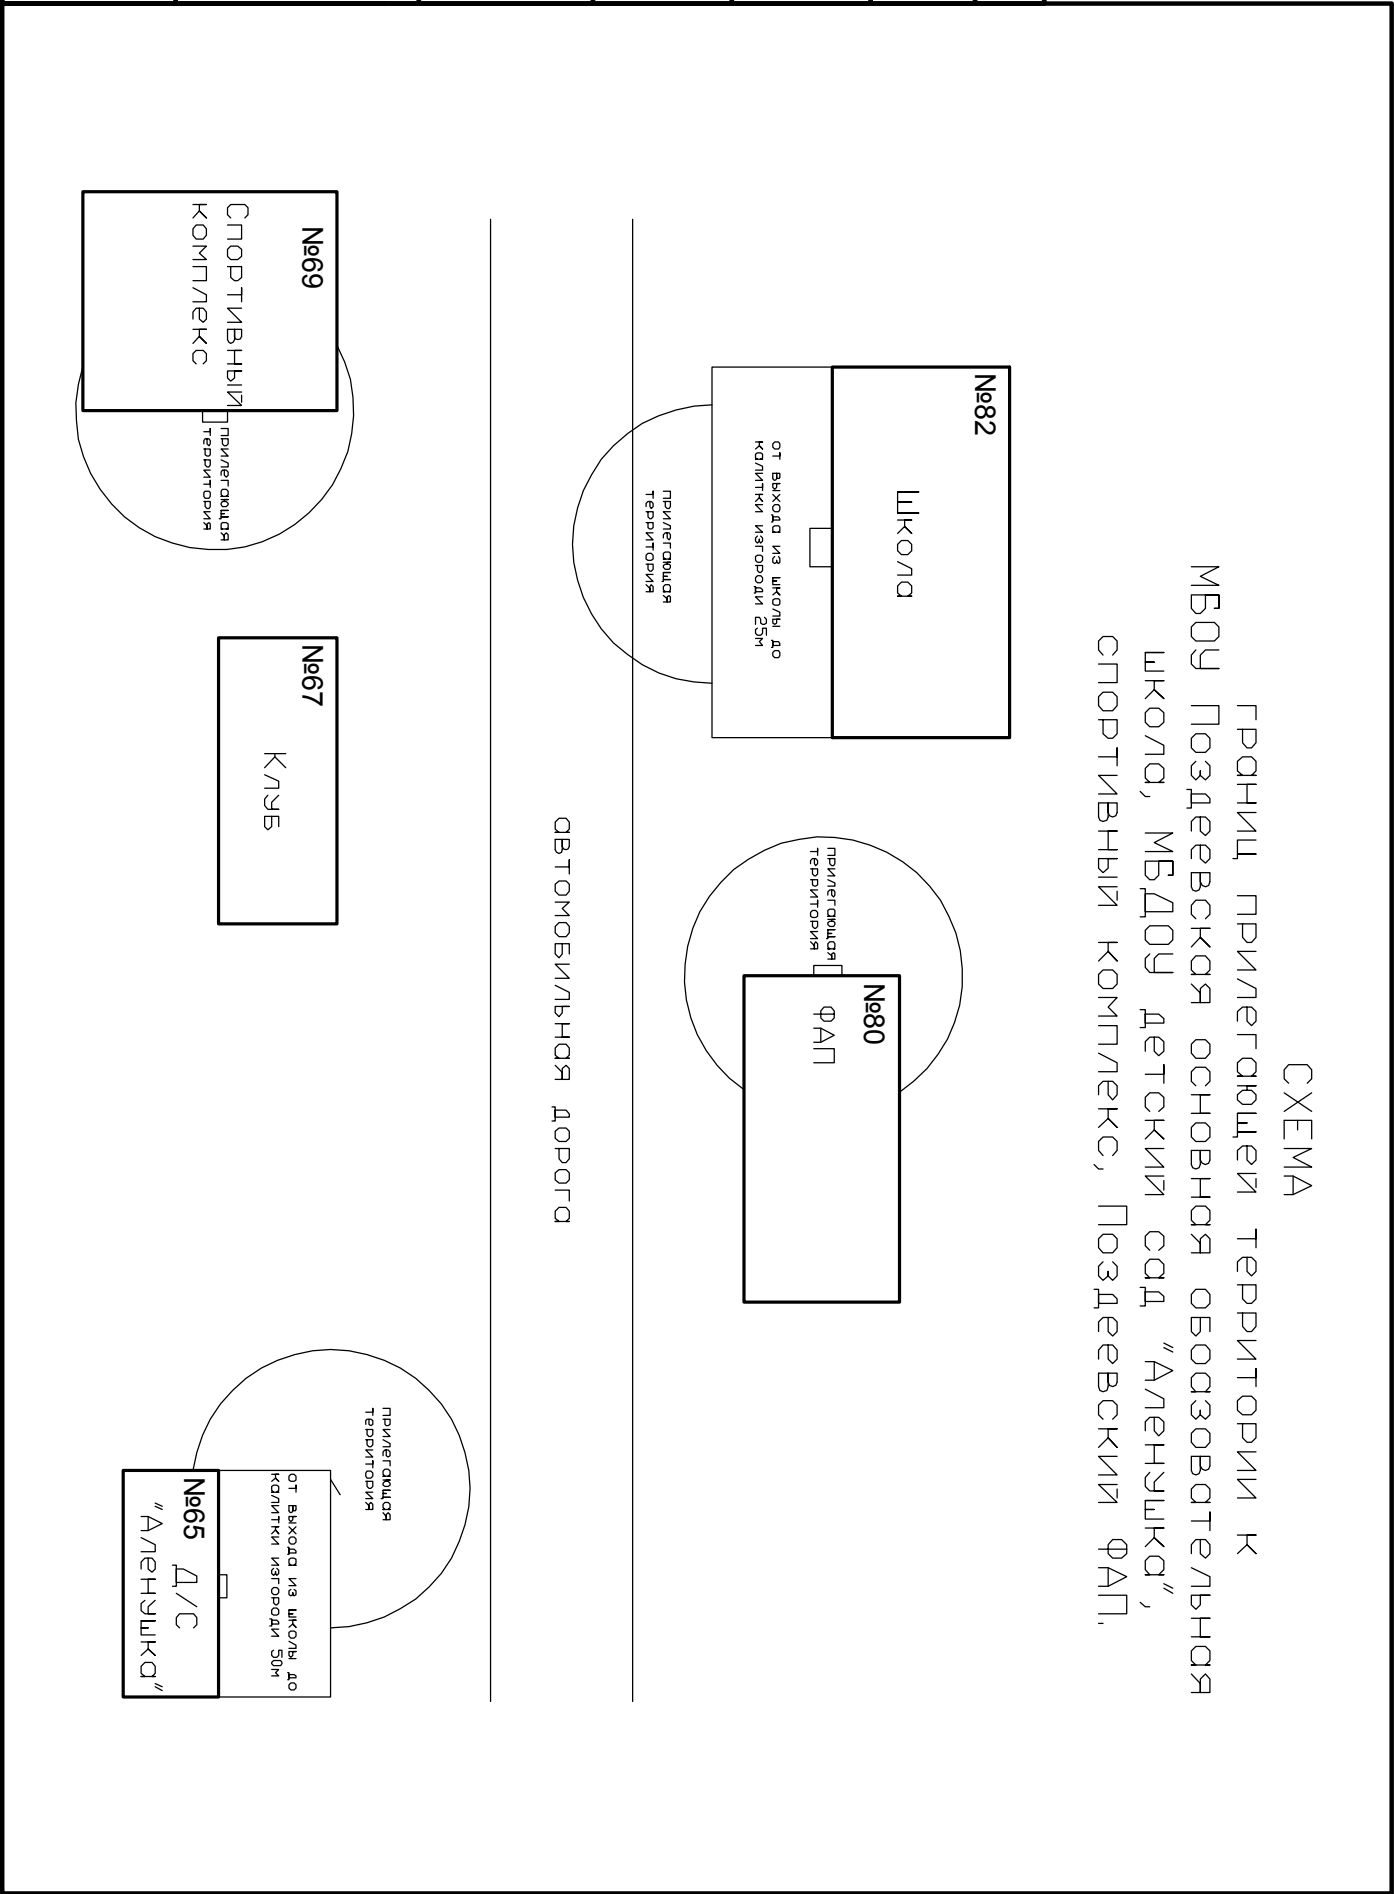 СХЕМА
границ прилегающей территории к
МБОУ Поздеевская основная обоазовательная
школа, МБДОУ детский сад "Аленушка",
спортивный комплекс, Поздеевский ФАП.
№82
Школа
от выхода из школы до
калитки изгороди 25м
прилегающая
территория
№80
ФАП
прилегающая
территория
автомобильная дорога
№69
Спортивный
комплекс
прилегающая
территория
№67
Клуб
прилегающая
территория
от выхода из школы до
калитки изгороди 50м
№65
Д/С
"Аленушка"